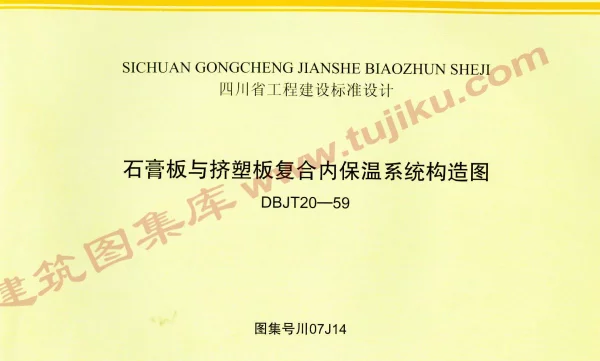 SICHUAN GONGCHENG JIANSHE BIAOZHUN SHEJI
四川省工程建设标准设计
石膏板与挤塑板复合内保温系统构造图
DBJT20—59
建筑图集库 www.tujiku.com
图集号川07J14